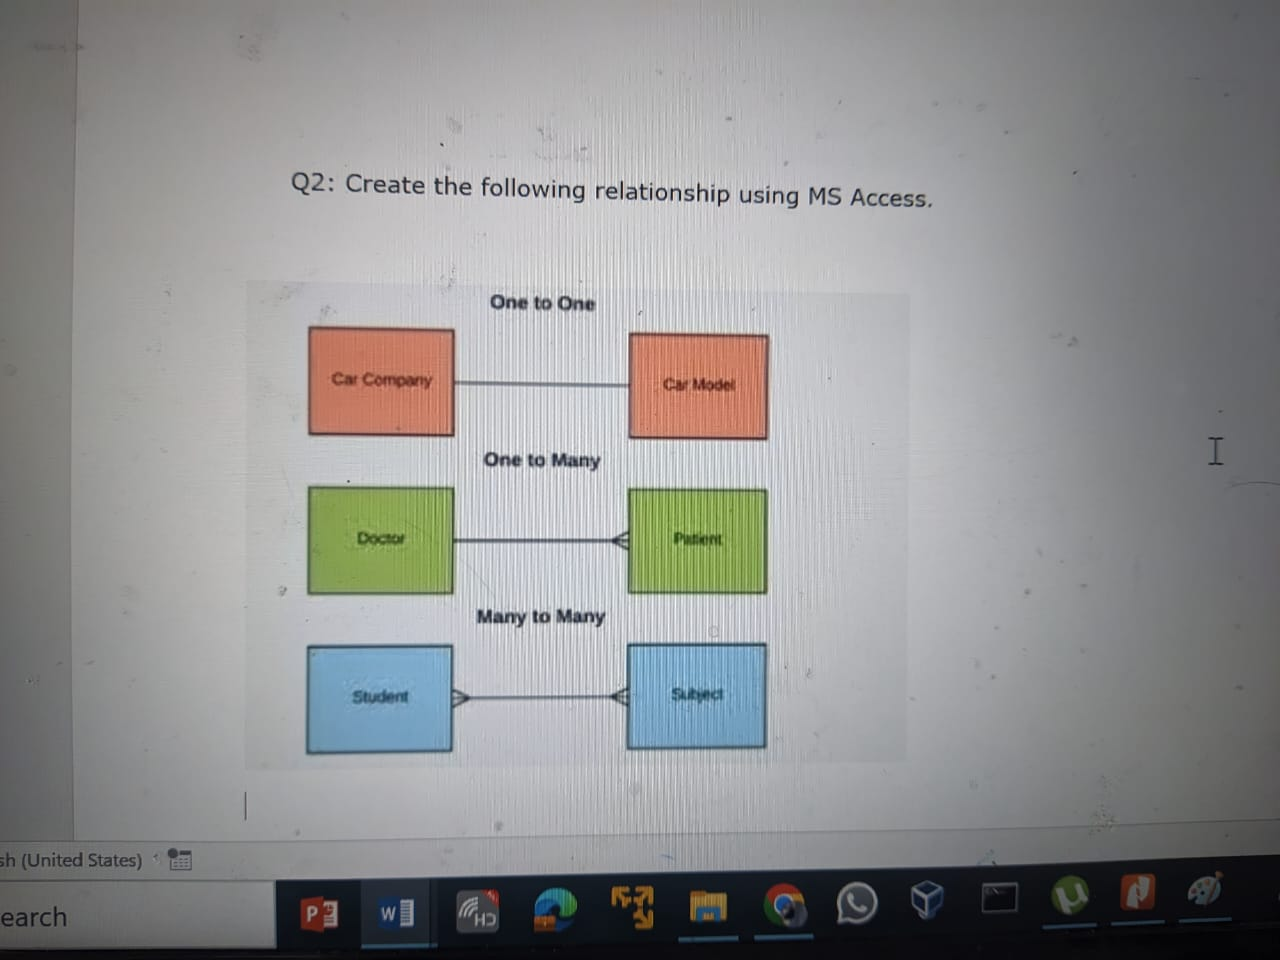 Q2: Create the following relationship using MS Access.
One to One
Car Company
Car Model
One to Many
Doctor
Patient
Many to Many
Student
Subject
sh (United States)
earch